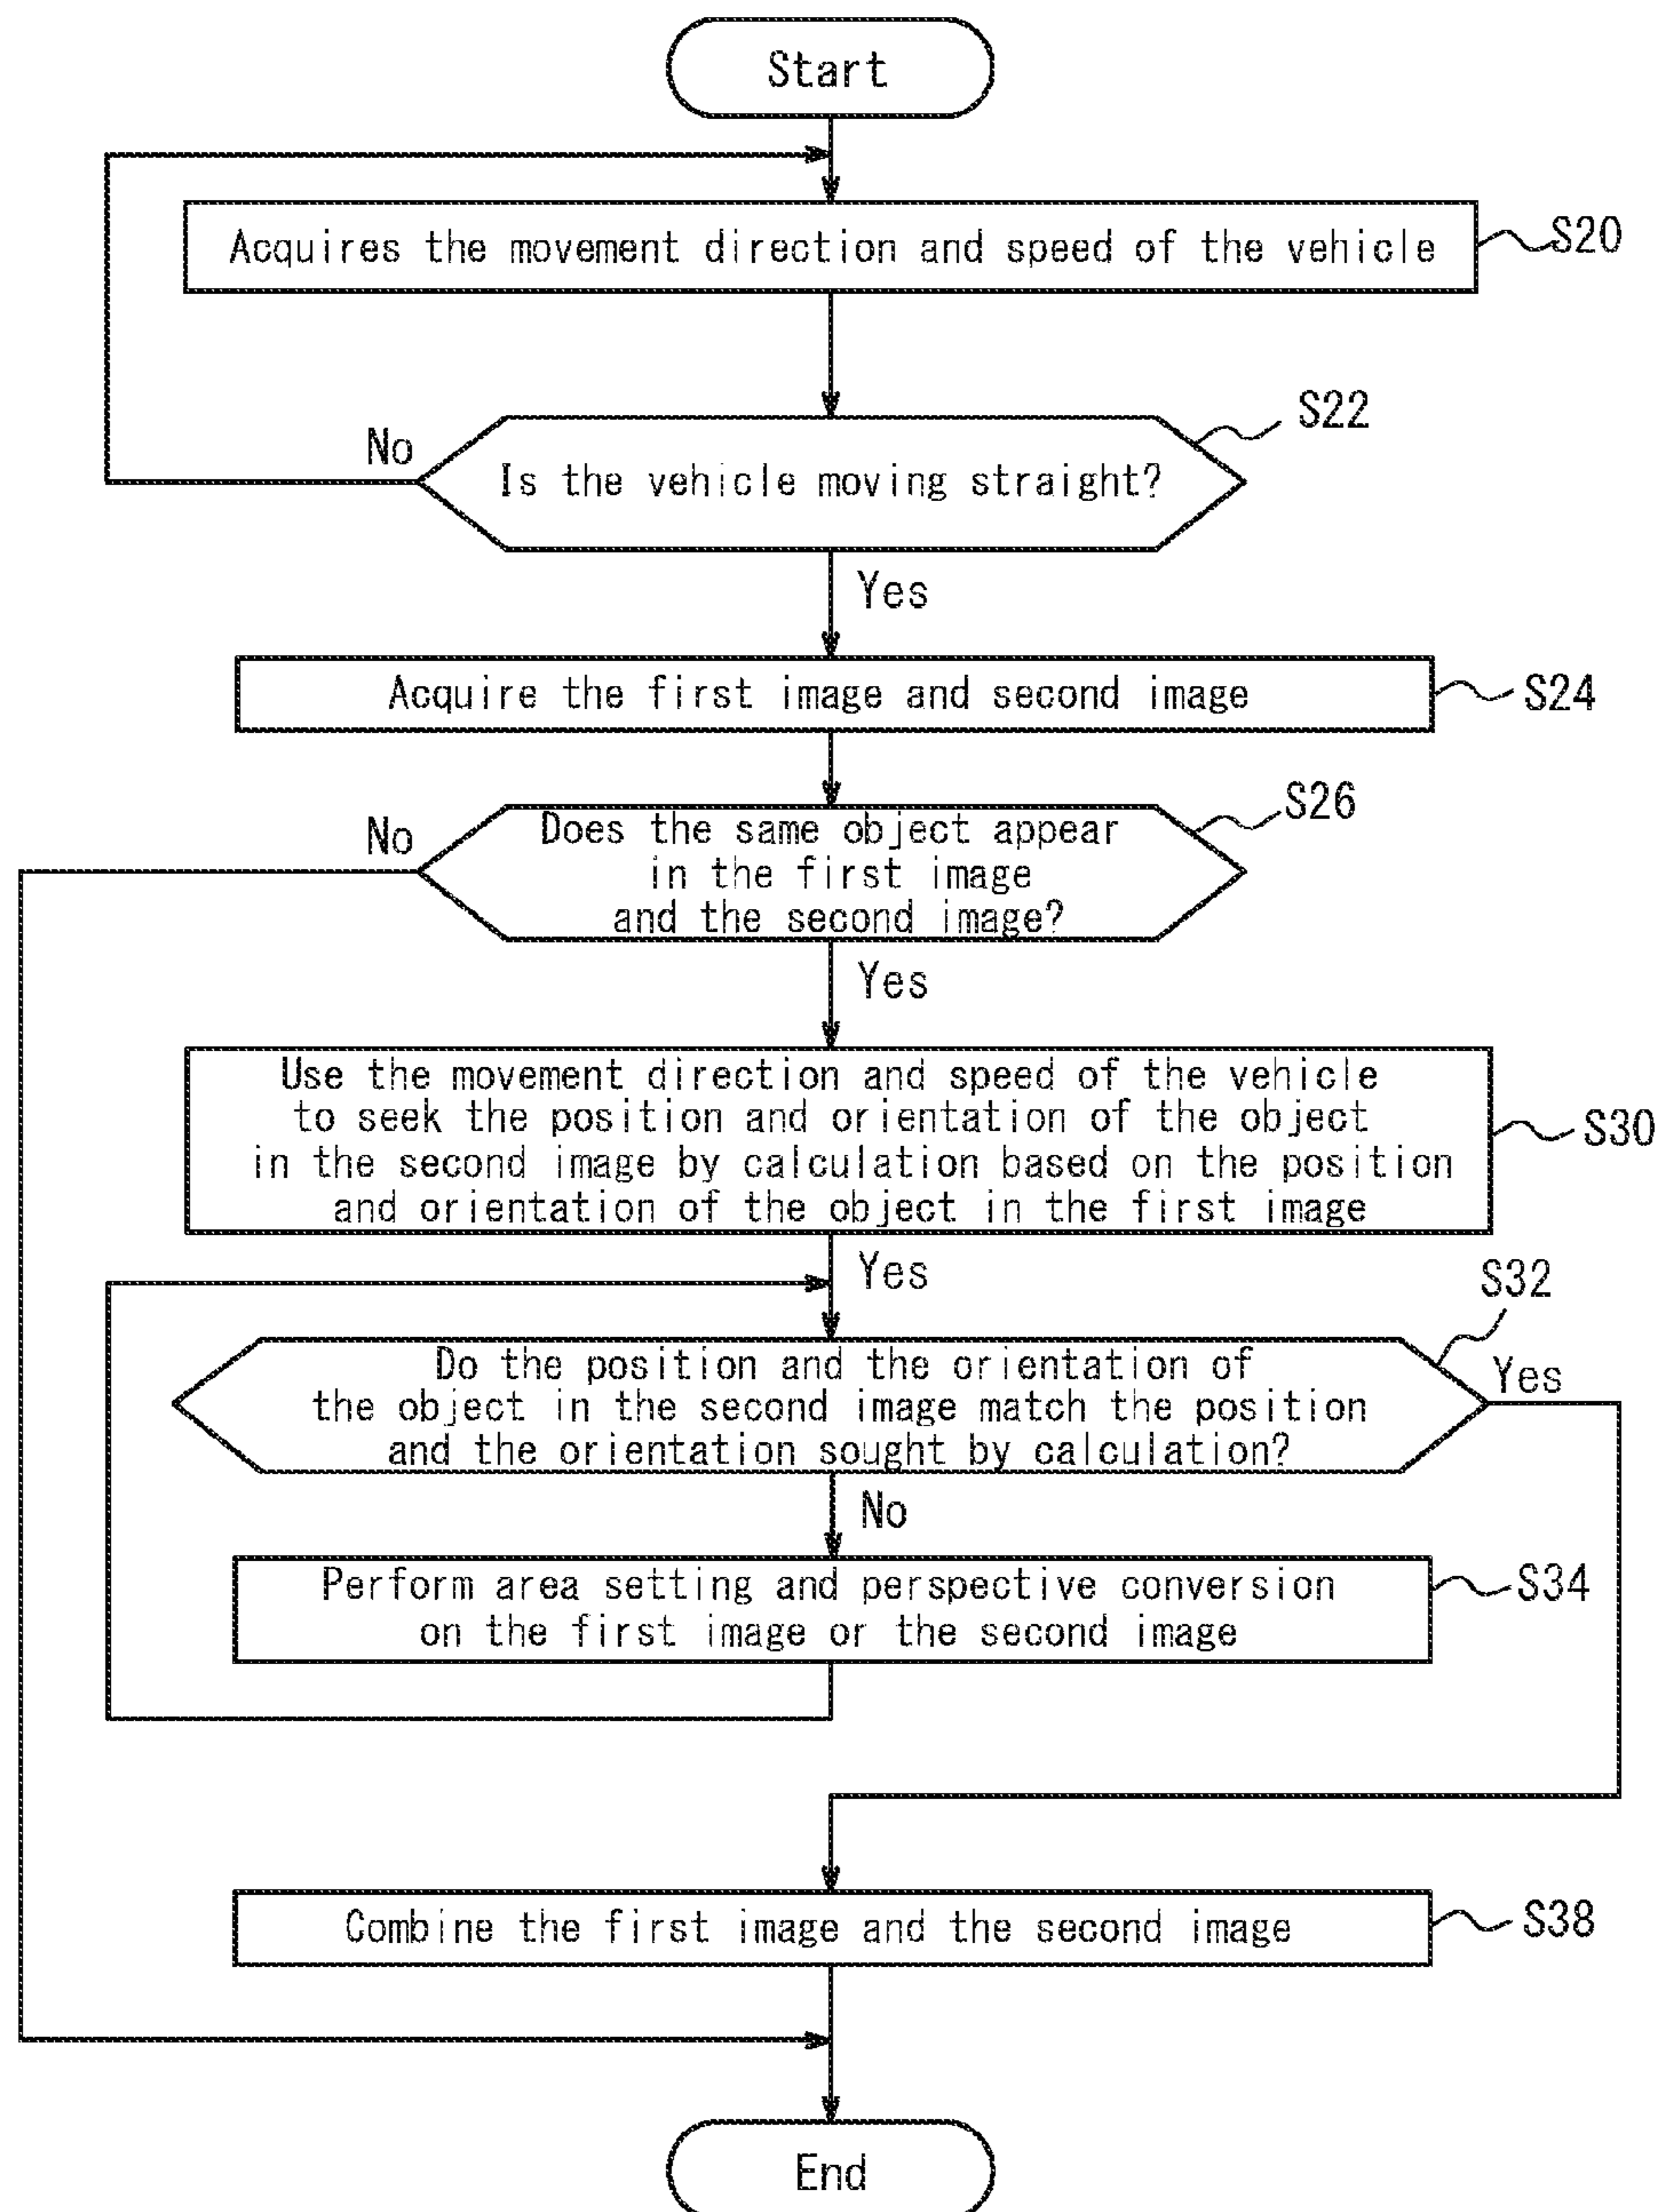 Start
Acquires the movement direction and speed of the vehicle
S20
S22
No
Is the vehicle moving straight?
Yes
Acquire the first image and second image
S24
S26
No
Does the same object appear
in the first image
and the second image?
Yes
Use the movement direction and speed of the vehicle
to seek the position and orientation of the object
in the second image by calculation based on the position
and orientation of the object in the first image
S30
Yes
S32
Do the position and the orientation of
the object in the second image match the position
and the orientation sought by calculation?
Yes
No
Perform area setting and perspective conversion
on the first image or the second image
S34
Combine the first image and the second image
S38
End